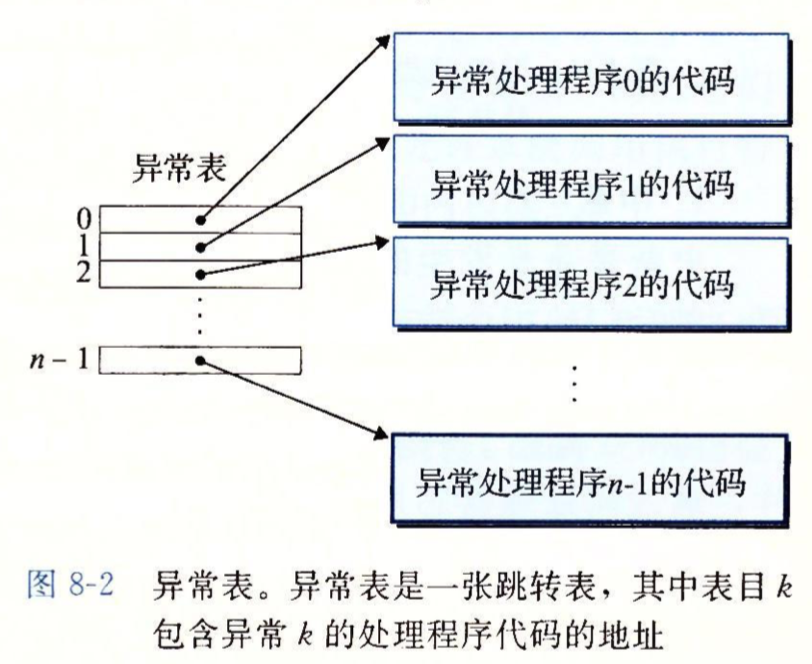 异常处理程序0的代码
异常表
异常处理程序1的代码
0
1
2
异常处理程序2的代码
n – 1
异常处理程序n-1的代码
图 8-2 异常表。异常表是一张跳转表，其中表目 k
包含异常 k 的处理程序代码的地址